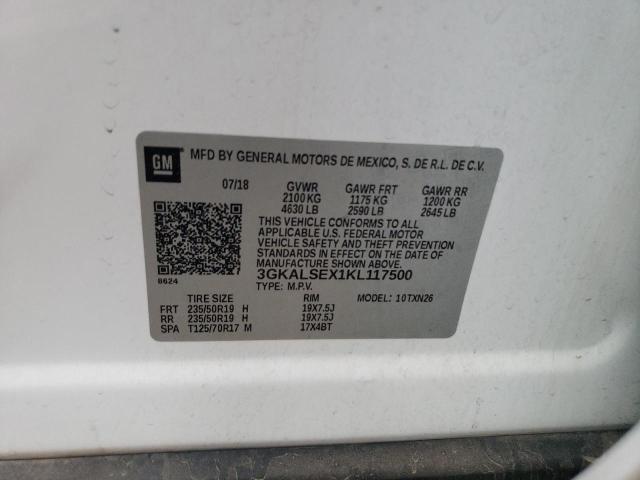 GM MFD BY GENERAL MOTORS DE MEXICO, S. DE R.L. DE C.V.
07/18 GVWR GAWR FRT GAWR RR
2100 KG 1175 KG 1200 KG
4630 LB 2590 LB 2645 LB
THIS VEHICLE CONFORMS TO ALL
APPLICABLE U.S. FEDERAL MOTOR
VEHICLE SAFETY AND THEFT PREVENTION
STANDARDS IN EFFECT ON THE DATE OF
MANUFACTURE SHOWN ABOVE.
3GKALSEX1KL117500
8624
TYPE: M.P.V.
TIRE SIZE RIM MODEL: 10TXN26
FRT 235/50R19 H 19X7.5J
RR 235/50R19 H 19X7.5J
SPA T125/70R17 M 17X4BT